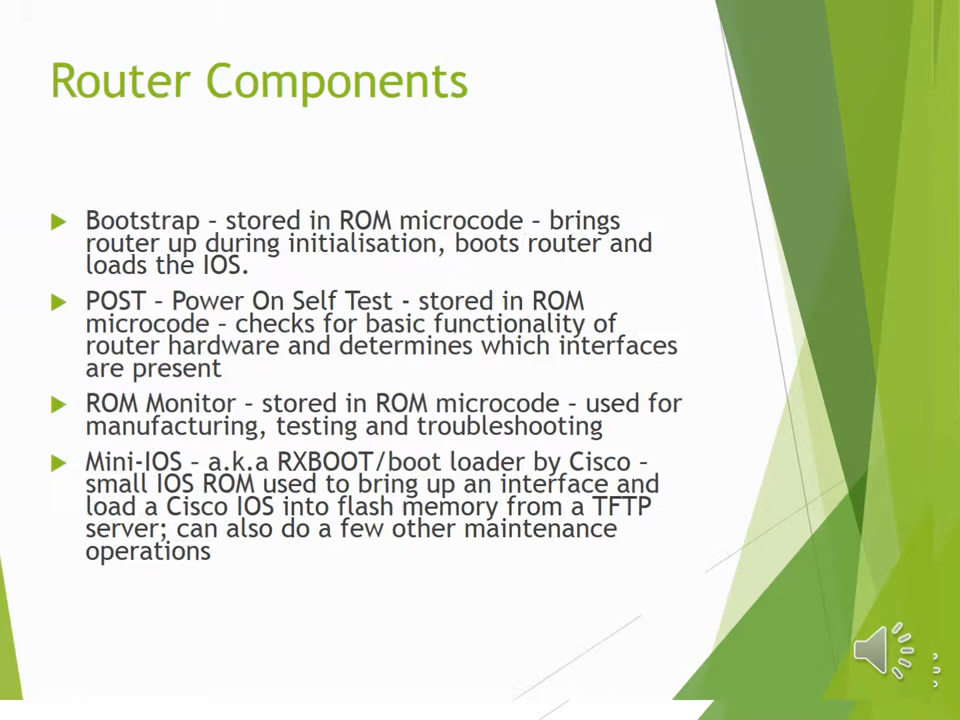 Router Components
Bootstrap – stored in ROM microcode – brings
router up during initialisation, boots router and
loads the IOS.
POST – Power On Self Test - stored in ROM
microcode – checks for basic functionality of
router hardware and determines which interfaces
are present
ROM Monitor – stored in ROM microcode – used for
manufacturing, testing and troubleshooting
Mini-IOS – a.k.a RXBOOT/boot loader by Cisco –
small IOS ROM used to bring up an interface and
load a Cisco IOS into flash memory from a TFTP
server; can also do a few other maintenance
operations